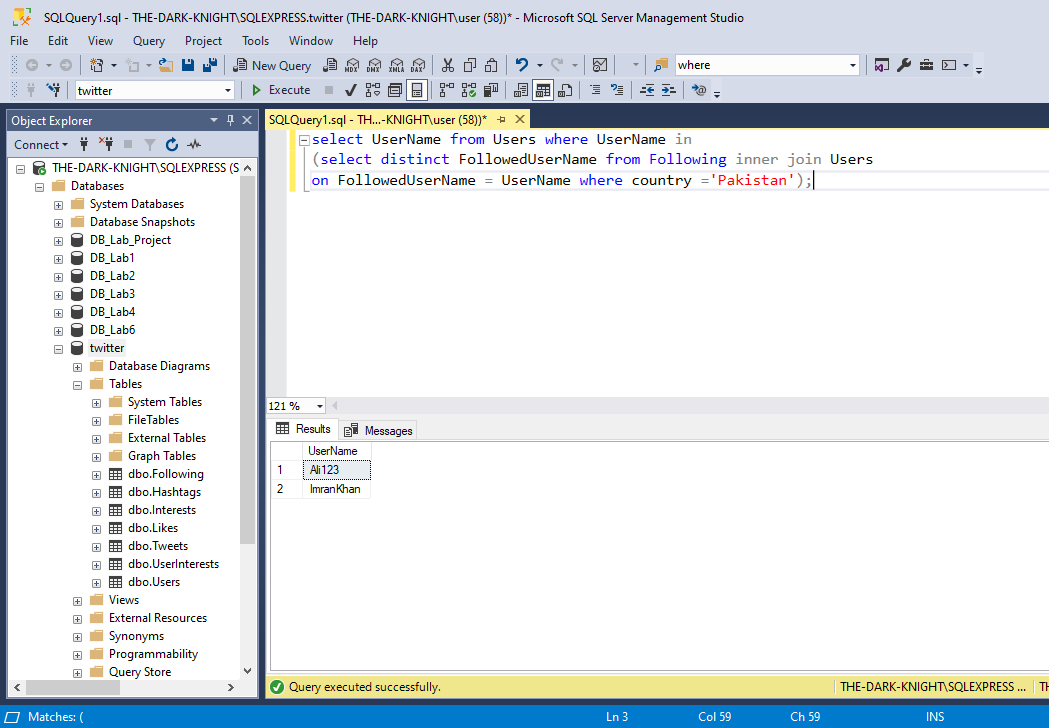 SQLQuery1.sql - THE-DARK-KNIGHT\SQLEXPRESS.twitter (THE-DARK-KNIGHT\user (58))* - Microsoft SQL Server Management Studio
File Edit View Query Project Tools Window Help
New Query MDX DMX XMLA DAX where
twitter Execute
Object Explorer
SQLQuery1.sql - TH...-KNIGHT\user (58))*
Connect
THE-DARK-KNIGHT\SQLEXPRESS (S
Databases
System Databases
Database Snapshots
DB_Lab_Project
DB_Lab1
DB_Lab2
DB_Lab3
DB_Lab4
DB_Lab6
twitter
Database Diagrams
Tables
System Tables
FileTables
External Tables
Graph Tables
dbo.Following
dbo.Hashtags
dbo.Interests
dbo.Likes
dbo.Tweets
dbo.UserInterests
dbo.Users
Views
External Resources
Synonyms
Programmability
Query Store
select UserName from Users where UserName in
(select distinct FollowedUserName from Following inner join Users
on FollowedUserName = UserName where country ='Pakistan');
121 %
Results Messages
UserName
1 Ali123
2 ImranKhan
Query executed successfully. THE-DARK-KNIGHT\SQLEXPRESS ... TH
Matches: ( Ln 3 Col 59 Ch 59 INS